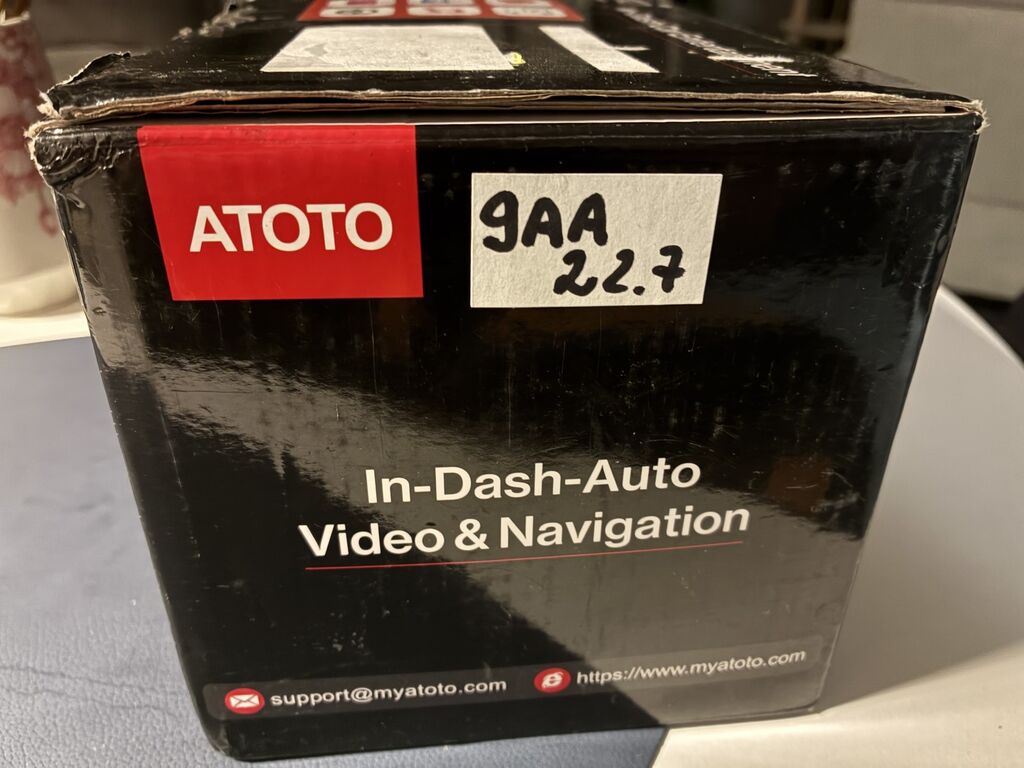 ATOTO
9AA
22.7
In-Dash-Auto
Video & Navigation
support@myatoto.com
https://www.myatoto.com